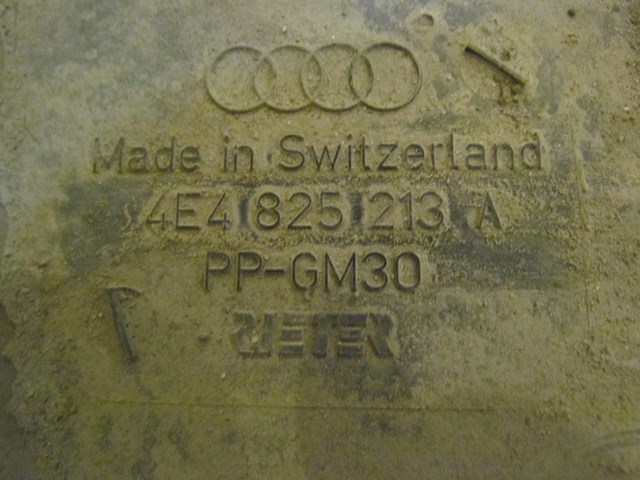 Made in Switzerland
4E4 825 213 A
PP-GM30
RIETER